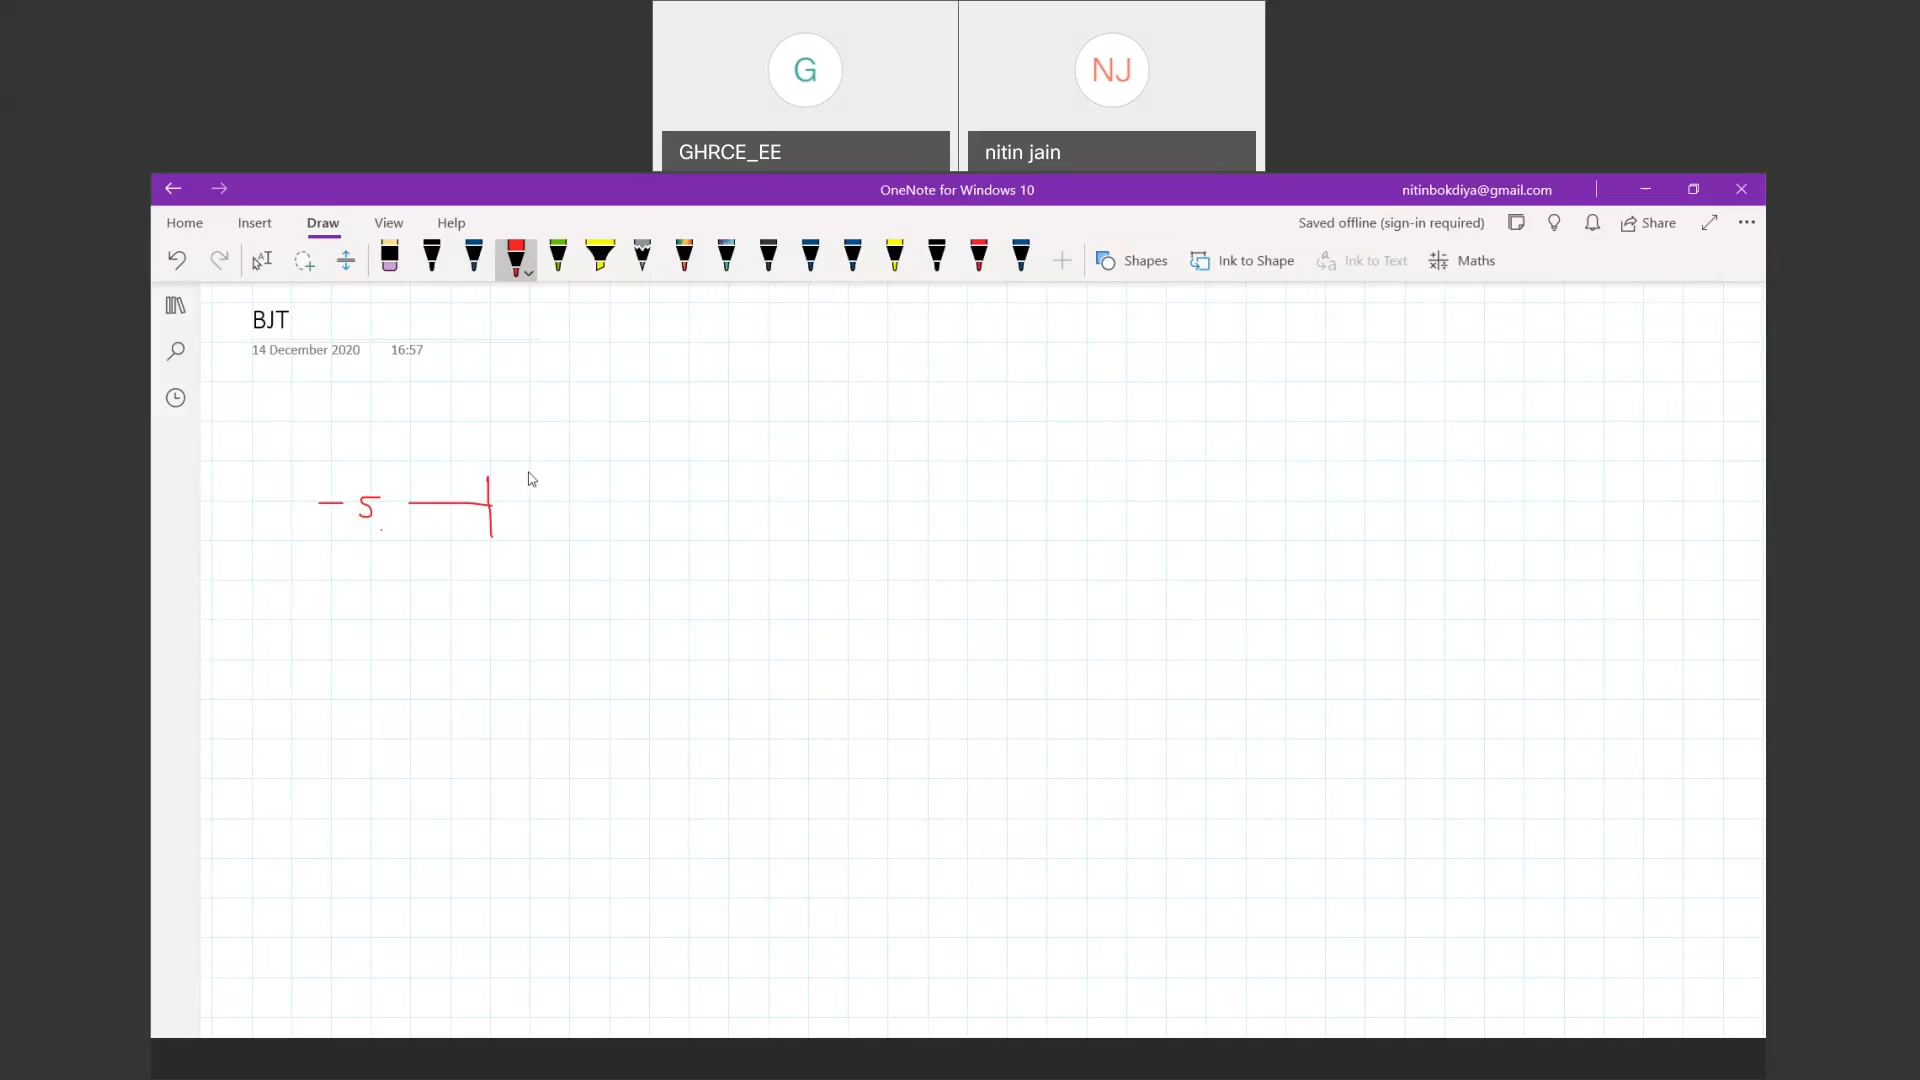 G
NJ
GHRCE_EE
nitin jain
OneNote for Windows 10
nitinbokdiya@gmail.com
Home Insert Draw View Help
Saved offline (sign-in required)
Share
Shapes
Ink to Shape
Ink to Text
Maths
BJT
14 December 2020 16:57
- 5